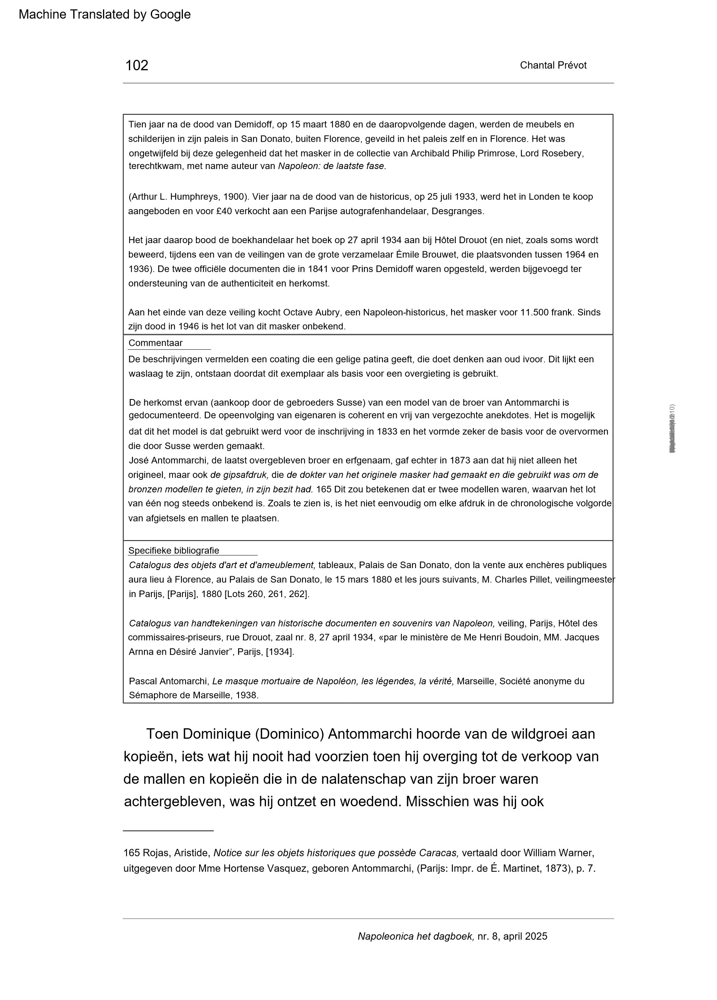 Machine Translated by Google
102
Chantal Prévot
Tien jaar na de dood van Demidoff, op 15 maart 1880 en de daaropvolgende dagen, werden de meubels en
schilderijen in zijn paleis in San Donato, buiten Florence, geveild in het paleis zelf en in Florence. Het was
ongetwijfeld bij deze gelegenheid dat het masker in de collectie van Archibald Philip Primrose, Lord Rosebery,
terechtkwam, met name auteur van Napoleon: de laatste fase.
(Arthur L. Humphreys, 1900). Vier jaar na de dood van de historicus, op 25 juli 1933, werd het in Londen te koop
aangeboden en voor £40 verkocht aan een Parijse autografenhandelaar, Desgranges.
Het jaar daarop bood de boekhandelaar het boek op 27 april 1934 aan bij Hôtel Drouot (en niet, zoals soms wordt
beweerd, tijdens een van de veilingen van de grote verzamelaar Émile Brouwet, die plaatsvonden tussen 1964 en
1936). De twee officiële documenten die in 1841 voor Prins Demidoff waren opgesteld, werden bijgevoegd ter
ondersteuning van de authenticiteit en herkomst.
Aan het einde van deze veiling kocht Octave Aubry, een Napoleon-historicus, het masker voor 11.500 frank. Sinds
zijn dood in 1946 is het lot van dit masker onbekend.
Commentaar
De beschrijvingen vermelden een coating die een gelige patina geeft, die doet denken aan oud ivoor. Dit lijkt een
waslaag te zijn, ontstaan doordat dit exemplaar als basis voor een overgieting is gebruikt.
De herkomst ervan (aankoop door de gebroeders Susse) van een model van de broer van Antommarchi is
gedocumenteerd. De opeenvolging van eigenaren is coherent en vrij van vergezochte anekdotes. Het is mogelijk
dat dit het model is dat gebruikt werd voor de inschrijving in 1833 en het vormde zeker de basis voor de overvormen
die door Susse werden gemaakt.
José Antommarchi, de laatst overgebleven broer en erfgenaam, gaf echter in 1873 aan dat hij niet alleen het
origineel, maar ook de gipsafdruk, die de dokter van het originele masker had gemaakt en die gebruikt was om de
bronzen modellen te gieten, in zijn bezit had. 165 Dit zou betekenen dat er twee modellen waren, waarvan het lot
van één nog steeds onbekend is. Zoals te zien is, is het niet eenvoudig om elke afdruk in de chronologische volgorde
van afgietsels en mallen te plaatsen.
Specifieke bibliografie
Catalogus des objets d'art et d'ameublement, tableaux, Palais de San Donato, don la vente aux enchères publiques
aura lieu à Florence, au Palais de San Donato, le 15 mars 1880 et les jours suivants, M. Charles Pillet, veilingmeester
in Parijs, [Parijs], 1880 [Lots 260, 261, 262].
Catalogus van handtekeningen van historische documenten en souvenirs van Napoleon, veiling, Parijs, Hôtel des
commissaires-priseurs, rue Drouot, zaal nr. 8, 27 april 1934, «par le ministère de Me Henri Boudoin, MM. Jacques
Arnna en Désiré Janvier”, Parijs, [1934].
Pascal Antomarchi, Le masque mortuaire de Napoléon, les légendes, la vérité, Marseille, Société anonyme du
Sémaphore de Marseille, 1938.
Toen Dominique (Dominico) Antommarchi hoorde van de wildgroei aan
kopieën, iets wat hij nooit had voorzien toen hij overging tot de verkoop van
de mallen en kopieën die in de nalatenschap van zijn broer waren
achtergebleven, was hij ontzet en woedend. Misschien was hij ook
165 Rojas, Aristide, Notice sur les objets historiques que possède Caracas, vertaald door William Warner,
uitgegeven door Mme Hortense Vasquez, geboren Antommarchi, (Parijs: Impr. de É. Martinet, 1873), p. 7.
Napoleonica het dagboek, nr. 8, april 2025